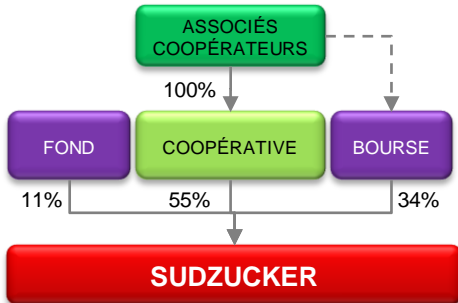 ASSOCIÉS
COOPÉRATEURS
100%
FOND
COOPÉRATIVE
BOURSE
11%
55%
34%
SUDZUCKER